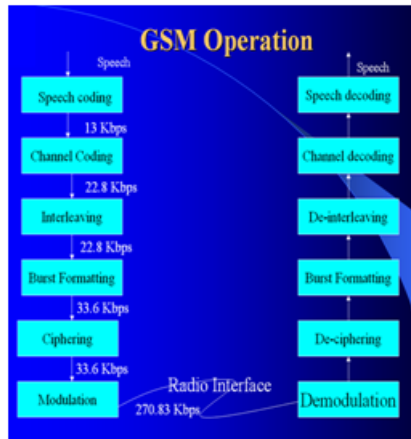 GSM Operation
Speech
Speech coding
13 Kbps
Channel Coding
22.8 Kbps
Interleaving
22.8 Kbps
Burst Formatting
33.6 Kbps
Ciphering
33.6 Kbps
Modulation
Radio Interface
270.83 Kbps
Speech
Speech decoding
Channel decoding
De-interleaving
Burst Formatting
De-ciphering
Demodulation